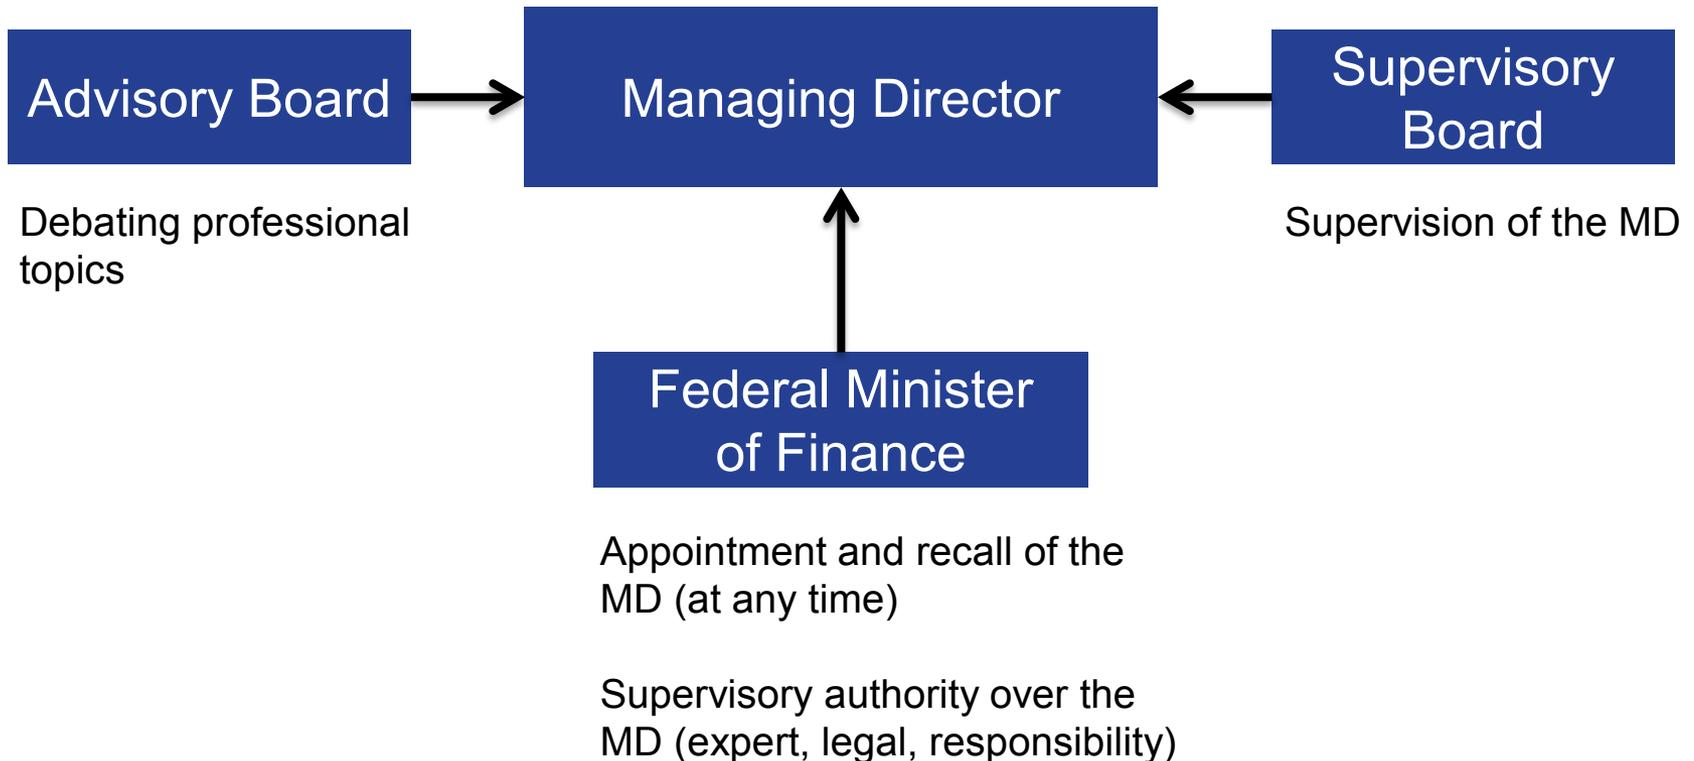 Advisory Board
Managing Director
Supervisory
Board
Debating professional
topics
Supervision of the MD
Federal Minister
of Finance
Appointment and recall of the
MD (at any time)
Supervisory authority over the
MD (expert, legal, responsibility)